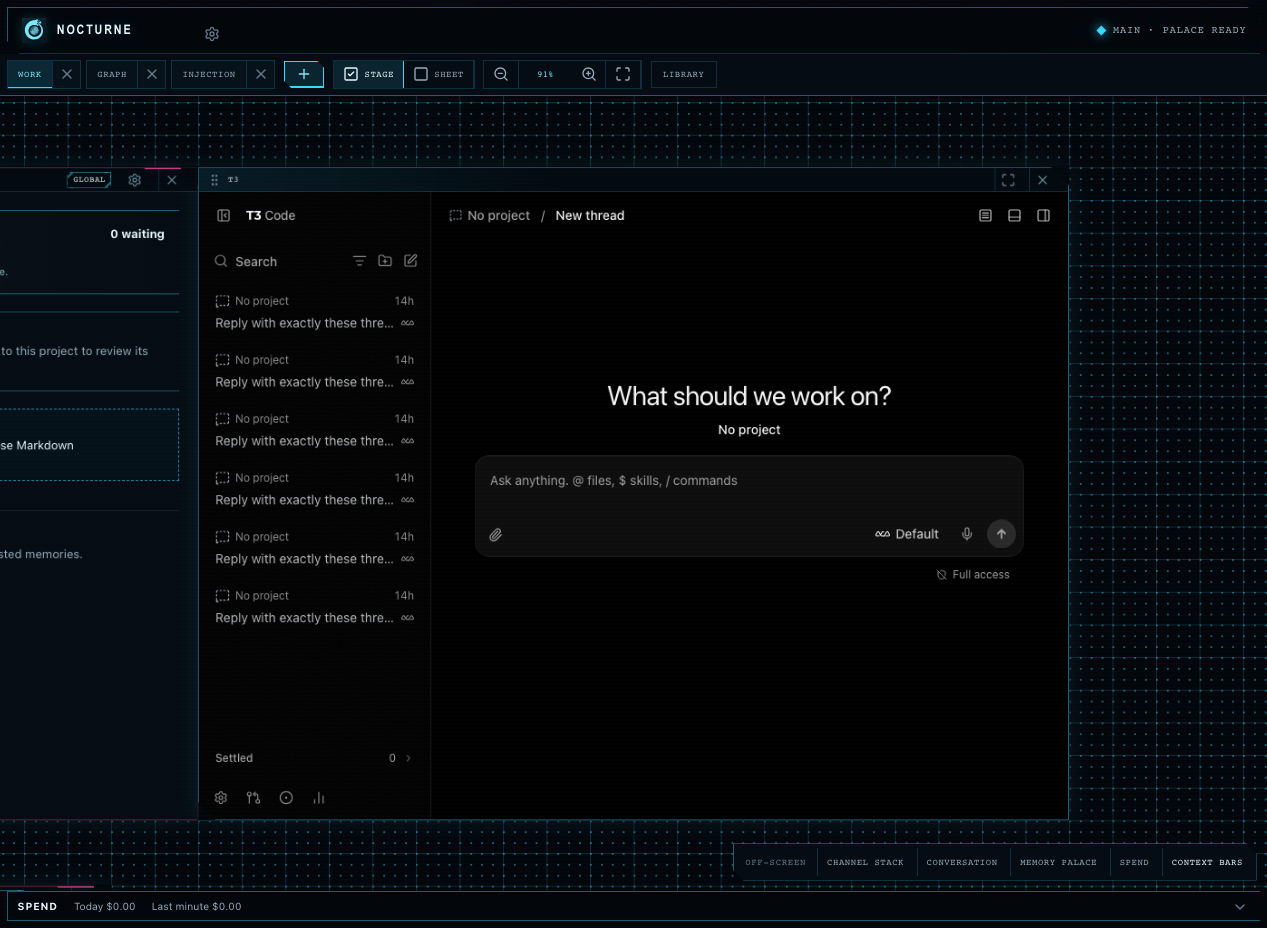 NOCTURNE
MAIN · PALACE READY
WORK
GRAPH
INJECTION
STAGE
SHEET
91%
LIBRARY
GLOBAL
0 waiting
e.
to this project to review its
se Markdown
sted memories.
T3
T3 Code
Search
No project 14h
Reply with exactly these thre...
No project 14h
Reply with exactly these thre...
No project 14h
Reply with exactly these thre...
No project 14h
Reply with exactly these thre...
No project 14h
Reply with exactly these thre...
No project 14h
Reply with exactly these thre...
Settled 0
No project / New thread
What should we work on?
No project
Ask anything. @ files, $ skills, / commands
Default
Full access
OFF-SCREEN
CHANNEL STACK
CONVERSATION
MEMORY PALACE
SPEND
CONTEXT BARS
SPEND Today $0.00 Last minute $0.00